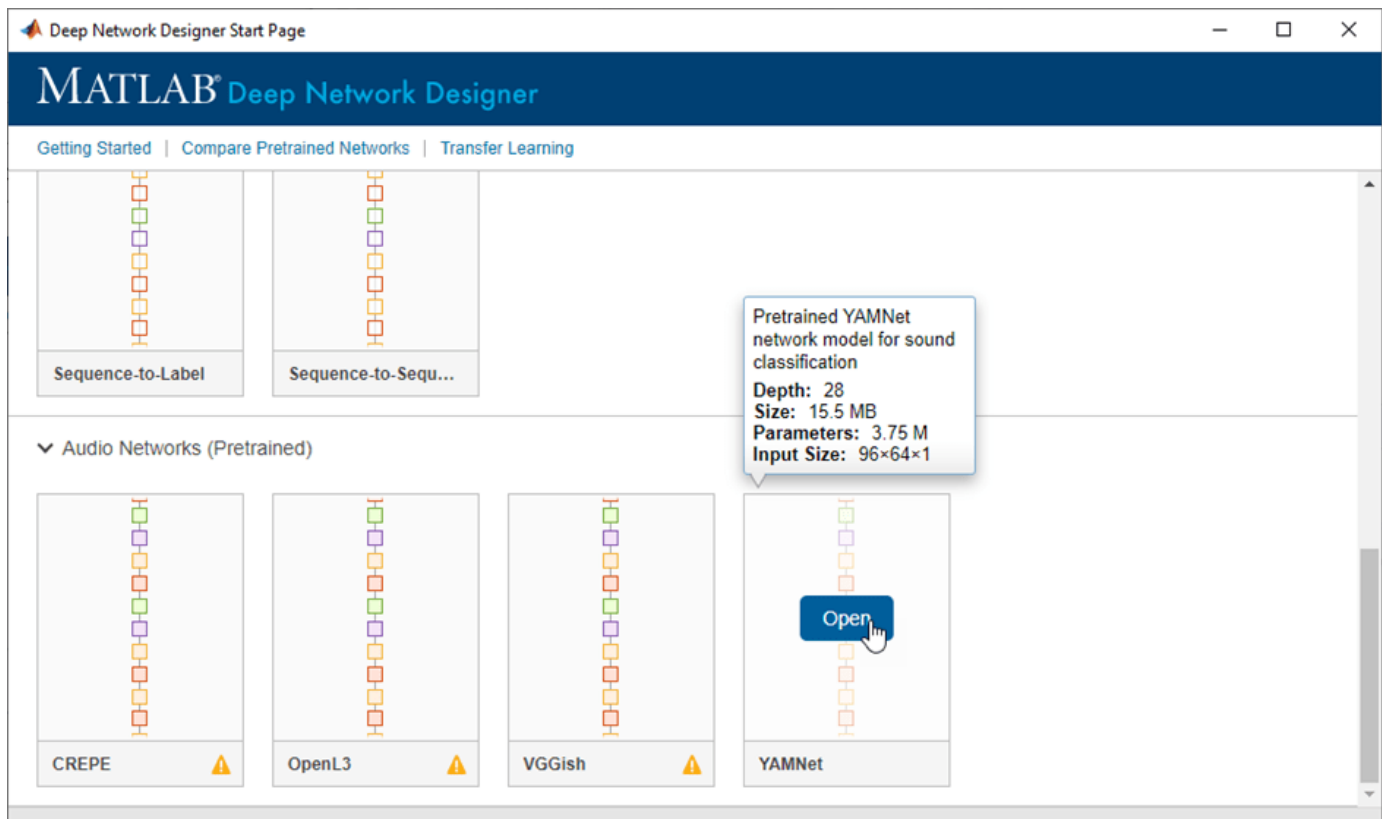 Deep Network Designer Start Page
MATLAB® Deep Network Designer
Getting Started | Compare Pretrained Networks | Transfer Learning
Sequence-to-Label
Sequence-to-Sequ...
Pretrained YAMNet
network model for sound
classification
Depth: 28
Size: 15.5 MB
Parameters: 3.75 M
Input Size: 96×64×1
Audio Networks (Pretrained)
Open
CREPE
OpenL3
VGGish
YAMNet